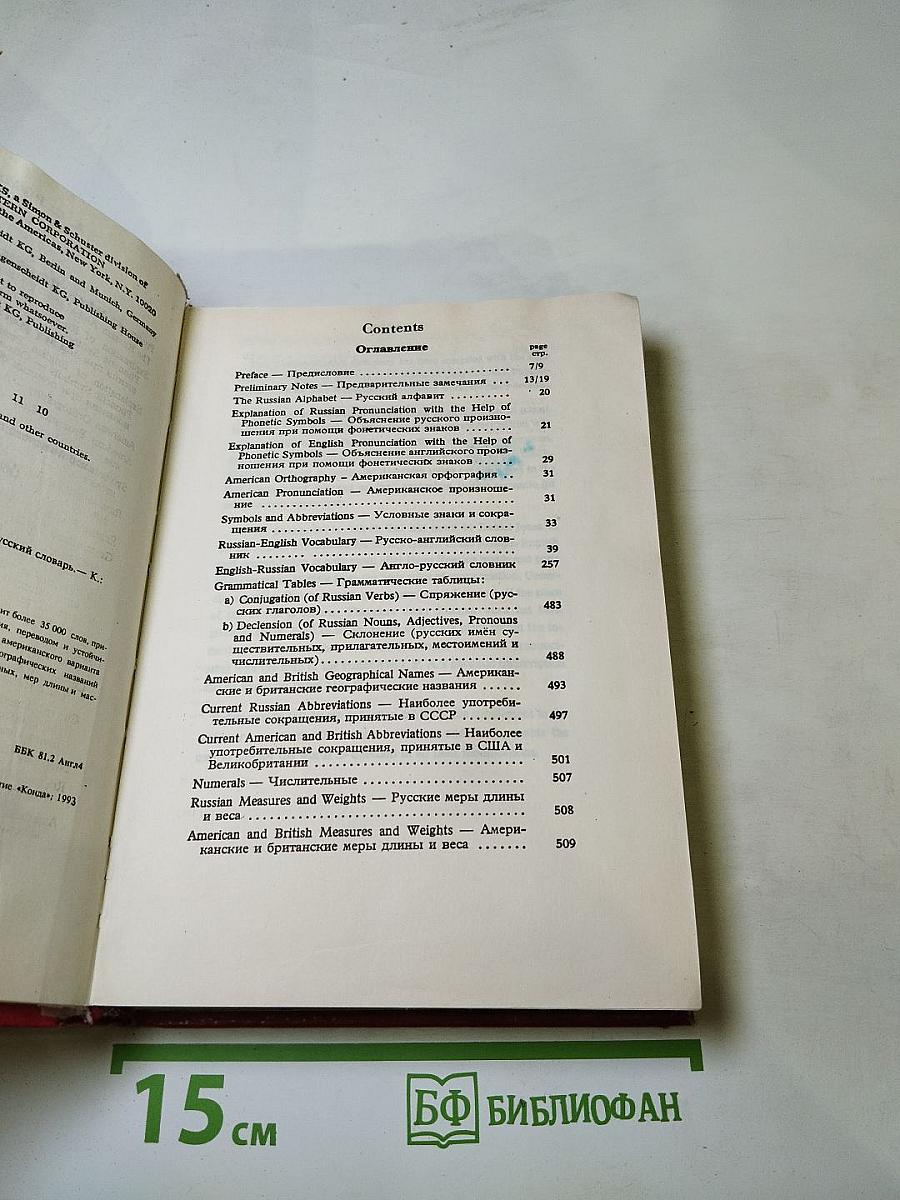 TS, a Simon & Schuster division of
TERN CORPORATION
the Americas, New York, N.Y. 10020
idt KG, Berlin and Munich, Germany
genscheidt KG, Publishing House
t to reproduce
rm whatsoever.
KG, Publishing
11 10
and other countries.
усский словарь.— К.:
ит более 35 000 слов, при-
ия, переводом и устойчи-
американского варианта
ографических названий
ных, мер длины и мас-
ББК 81.2 Англ4
тие «Конда»; 1993
Contents
Оглавление
page
стр.
Preface — Предисловие 7/9
Preliminary Notes — Предварительные замечания ... 13/19
The Russian Alphabet — Русский алфавит .......... 20
Explanation of Russian Pronunciation with the Help of
Phonetic Symbols — Объяснение русского произно-
шения при помощи фонетических знаков ........ 21
Explanation of English Pronunciation with the Help of
Phonetic Symbols — Объяснение английского произ-
ношения при помощи фонетических знаков ...... 29
American Orthography – Американская орфография .. 31
American Pronunciation — Американское произноше-
ние 31
Symbols and Abbreviations — Условные знаки и сокра-
щения 33
Russian-English Vocabulary — Русско-английский слов-
ник 39
English-Russian Vocabulary — Англо-русский словник 257
Grammatical Tables — Грамматические таблицы:
a) Conjugation (of Russian Verbs) — Спряжение (рус-
ских глаголов) 483
b) Declension (of Russian Nouns, Adjectives, Pronouns
and Numerals) — Склонение (русских имён су-
ществительных, прилагательных, местоимений и
числительных) 488
American and British Geographical Names — Американ-
ские и британские географические названия ...... 493
Current Russian Abbreviations — Наиболее употреби-
тельные сокращения, принятые в СССР ......... 497
Current American and British Abbreviations — Наиболее
употребительные сокращения, принятые в США и
Великобритании 501
Numerals — Числительные 507
Russian Measures and Weights — Русские меры длины
и веса 508
American and British Measures and Weights — Амери-
канские и британские меры длины и веса ....... 509
15 см
БФ БИБЛИОФАН